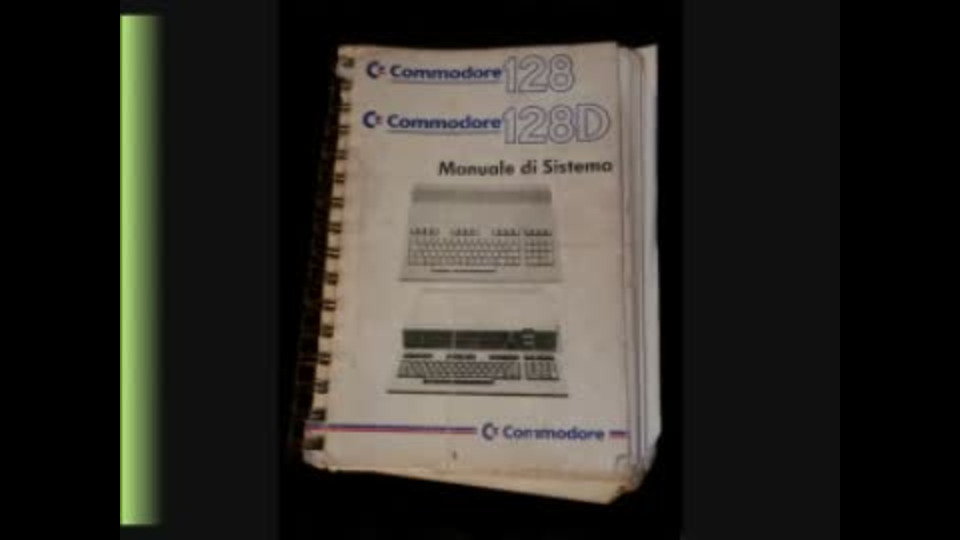 Commodore 128
Commodore 128D
Manuale di Sistema
Commodore